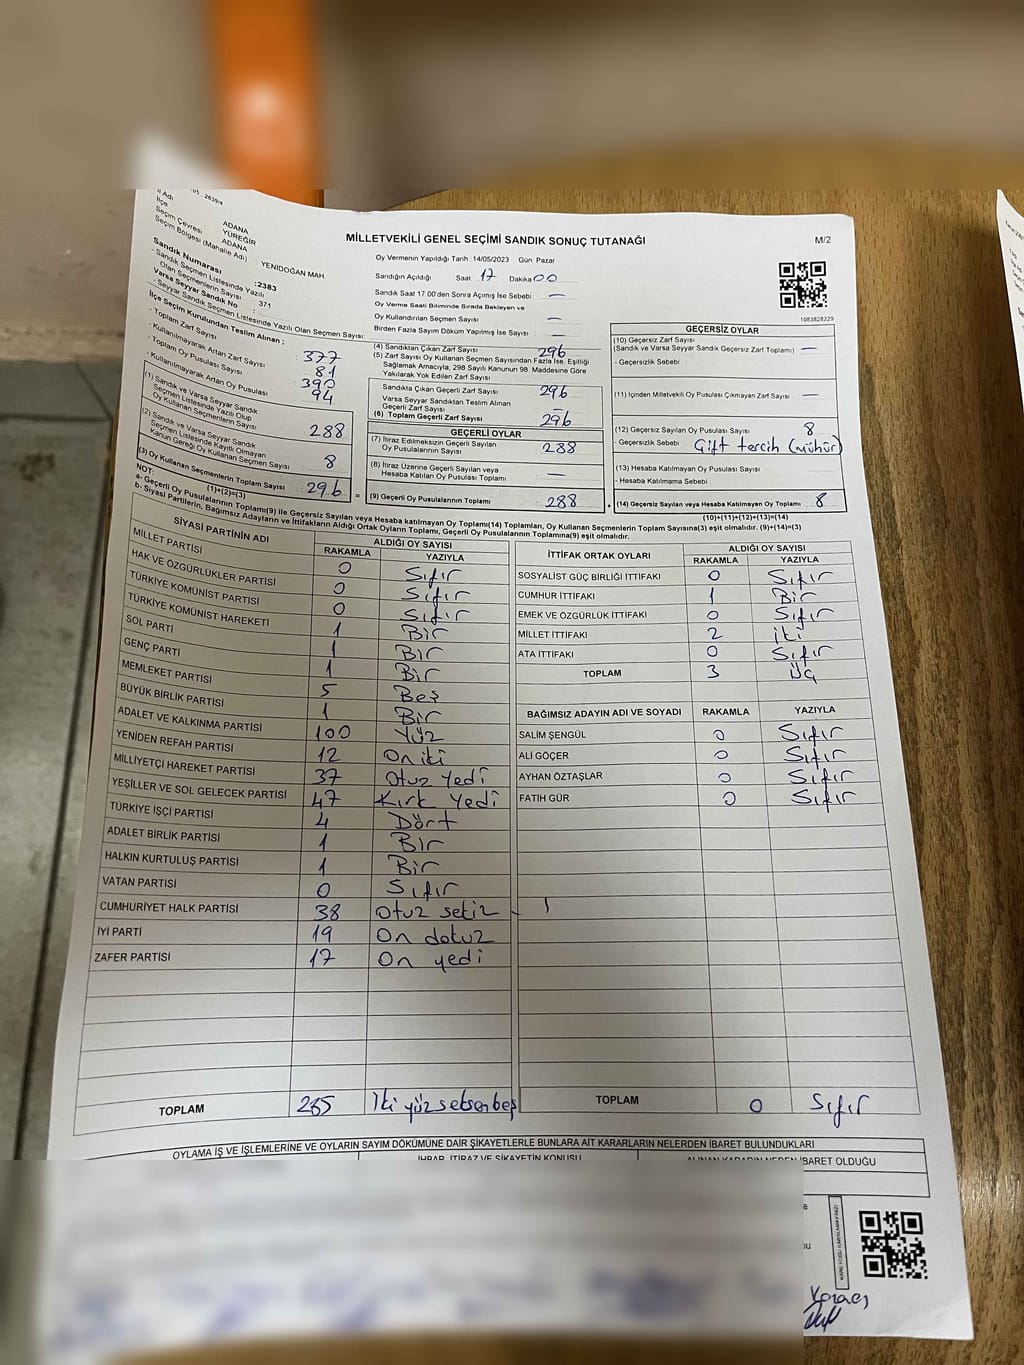 MİLLETVEKİLİ GENEL SEÇİMİ SANDIK SONUÇ TUTANAĞI
M/2
İl Adı ADANA
İlçe YÜREĞİR
Seçim Çevresi ADANA
Seçim Bölgesi (Mahalle Adı) YENİDOĞAN MAH.
Sandık Numarası :2383
- Sandık Seçmen Listesinde Yazılı
Olan Seçmenlerin Sayısı : 371
Varsa Seyyar Sandık No :
- Seyyar Sandık Seçmen Listesinde Yazılı Olan Seçmen Sayısı :
Oy Vermenin Yapıldığı Tarih :14/05/2023 Gün Pazar
Sandığın Açıldığı Saat 17 Dakika 00
Sandık Saat 17 00'den Sonra Açımış İse Sebebi —
Oy Verme Saati Bitiminde Sırada Bekleyen ve
Oy Kullandırılan Seçmen Sayısı —
Birden Fazla Sayım Döküm Yapılmış İse Sayısı —
1083828229
İlçe Seçim Kurulundan Teslim Alınan ;
- Toplam Zarf Sayısı : 377
- Kullanılmayarak Artan Zarf Sayısı : 81
- Toplam Oy Pusulası Sayısı : 390
- Kullanılmayarak Artan Oy Pusulası : 94
(1) Sandık ve Varsa Seyyar Sandık
Seçmen Listesinde Yazılı Olup
Oy Kullanan Seçmenlerin Sayısı : 288
(2) Sandık ve Varsa Seyyar Sandık
Seçmen Listesinde Kayıtlı Olmayan
Kanun Gereği Oy Kullanan Seçmen Sayısı : 8
(3) Oy Kullanan Seçmenlerin Toplam Sayısı : 296
(1)+(2)=(3)
(4) Sandıktan Çıkan Zarf Sayısı 296
(5) Zarf Sayısı Oy Kullanan Seçmen Sayısından Fazla İse, Eşitliği
Sağlamak Amacıyla; 298 Sayılı Kanunun 98. Maddesine Göre
Yakılarak Yok Edilen Zarf Sayısı
Sandıkta Çıkan Geçerli Zarf Sayısı 296
Varsa Seyyar Sandıktan Teslim Alınan
Geçerli Zarf Sayısı —
(6) Toplam Geçerli Zarf Sayısı 296
GEÇERLİ OYLAR
(7) İtiraz Edilmeksizin Geçerli Sayılan
Oy Pusulalarının Sayısı 288
(8) İtiraz Üzerine Geçerli Sayılan veya
Hesaba Katılan Oy Pusulası Toplamı —
= (9) Geçerli Oy Pusulalarının Toplamı : 288
GEÇERSİZ OYLAR
(10) Geçersiz Zarf Sayısı
(Sandık ve Varsa Seyyar Sandık Geçersiz Zarf Toplamı) —
- Geçersizlik Sebebi :
(11) İçinden Milletvekili Oy Pusulası Çıkmayan Zarf Sayısı —
(12) Geçersiz Sayılan Oy Pusulası Sayısı 8
- Geçersizlik Sebebi : Çift tercih (mühür)
(13) Hesaba Katılmayan Oy Pusulası Sayısı
- Hesaba Katılmama Sebebi :
+ (14) Geçersiz Sayılan veya Hesaba Katılmayan Oy Toplamı : 8
(10)+(11)+(12)+(13)=(14)
NOT:
a- Geçerli Oy Pusulalarının Toplamı(9) ile Geçersiz Sayılan veya Hesaba katılmayan Oy Toplamı(14) Toplamları, Oy Kullanan Seçmenlerin Toplam Sayısına(3) eşit olmalıdır. (9)+(14)=(3)
b- Siyasi Partilerin, Bağımsız Adayların ve İttifakların Aldığı Ortak Oyların Toplamı, Geçerli Oy Pusulalarının Toplamına(9) eşit olmalıdır.
SİYASİ PARTİNİN ADI ALDIĞI OY SAYISI
RAKAMLA YAZIYLA
MİLLET PARTİSİ 0 Sıfır
HAK VE ÖZGÜRLÜKLER PARTİSİ 0 Sıfır
TÜRKİYE KOMÜNİST PARTİSİ 0 Sıfır
TÜRKİYE KOMÜNİST HAREKETİ 1 Bir
SOL PARTİ 1 Bir
GENÇ PARTİ 1 Bir
MEMLEKET PARTİSİ 5 Beş
BÜYÜK BİRLİK PARTİSİ 1 Bir
ADALET VE KALKINMA PARTİSİ 100 Yüz
YENİDEN REFAH PARTİSİ 12 On iki
MİLLİYETÇİ HAREKET PARTİSİ 37 Otuz Yedi
YEŞİLLER VE SOL GELECEK PARTİSİ 47 Kırk Yedi
TÜRKİYE İŞÇİ PARTİSİ 4 Dört
ADALET BİRLİK PARTİSİ 1 Bir
HALKIN KURTULUŞ PARTİSİ 1 Bir
VATAN PARTİSİ 0 Sıfır
CUMHURİYET HALK PARTİSİ 38 Otuz sekiz
İYİ PARTİ 19 On dokuz
ZAFER PARTİSİ 17 On yedi
TOPLAM 285 İki yüz seksen beş
İTTİFAK ORTAK OYLARI ALDIĞI OY SAYISI
RAKAMLA YAZIYLA
SOSYALİST GÜÇ BİRLİĞİ İTTİFAKI 0 Sıfır
CUMHUR İTTİFAKI 1 Bir
EMEK VE ÖZGÜRLÜK İTTİFAKI 0 Sıfır
MİLLET İTTİFAKI 2 İki
ATA İTTİFAKI 0 Sıfır
TOPLAM 3 Üç
BAĞIMSIZ ADAYIN ADI VE SOYADI RAKAMLA YAZIYLA
SALİM ŞENGÜL 0 Sıfır
ALİ GÖÇER 0 Sıfır
AYHAN ÖZTAŞLAR 0 Sıfır
FATİH GÜR 0 Sıfır
TOPLAM 0 Sıfır
OYLAMA İŞ VE İŞLEMLERİNE VE OYLARIN SAYIM DÖKÜMÜNE DAİR ŞİKAYETLERLE BUNLARA AİT KARARLARIN NELERDEN İBARET BULUNDUKLARI
İHBAR, İTİRAZ VE ŞİKAYETİN KONUSU
ALINAN KARARIN NEDEN İBARET OLDUĞU